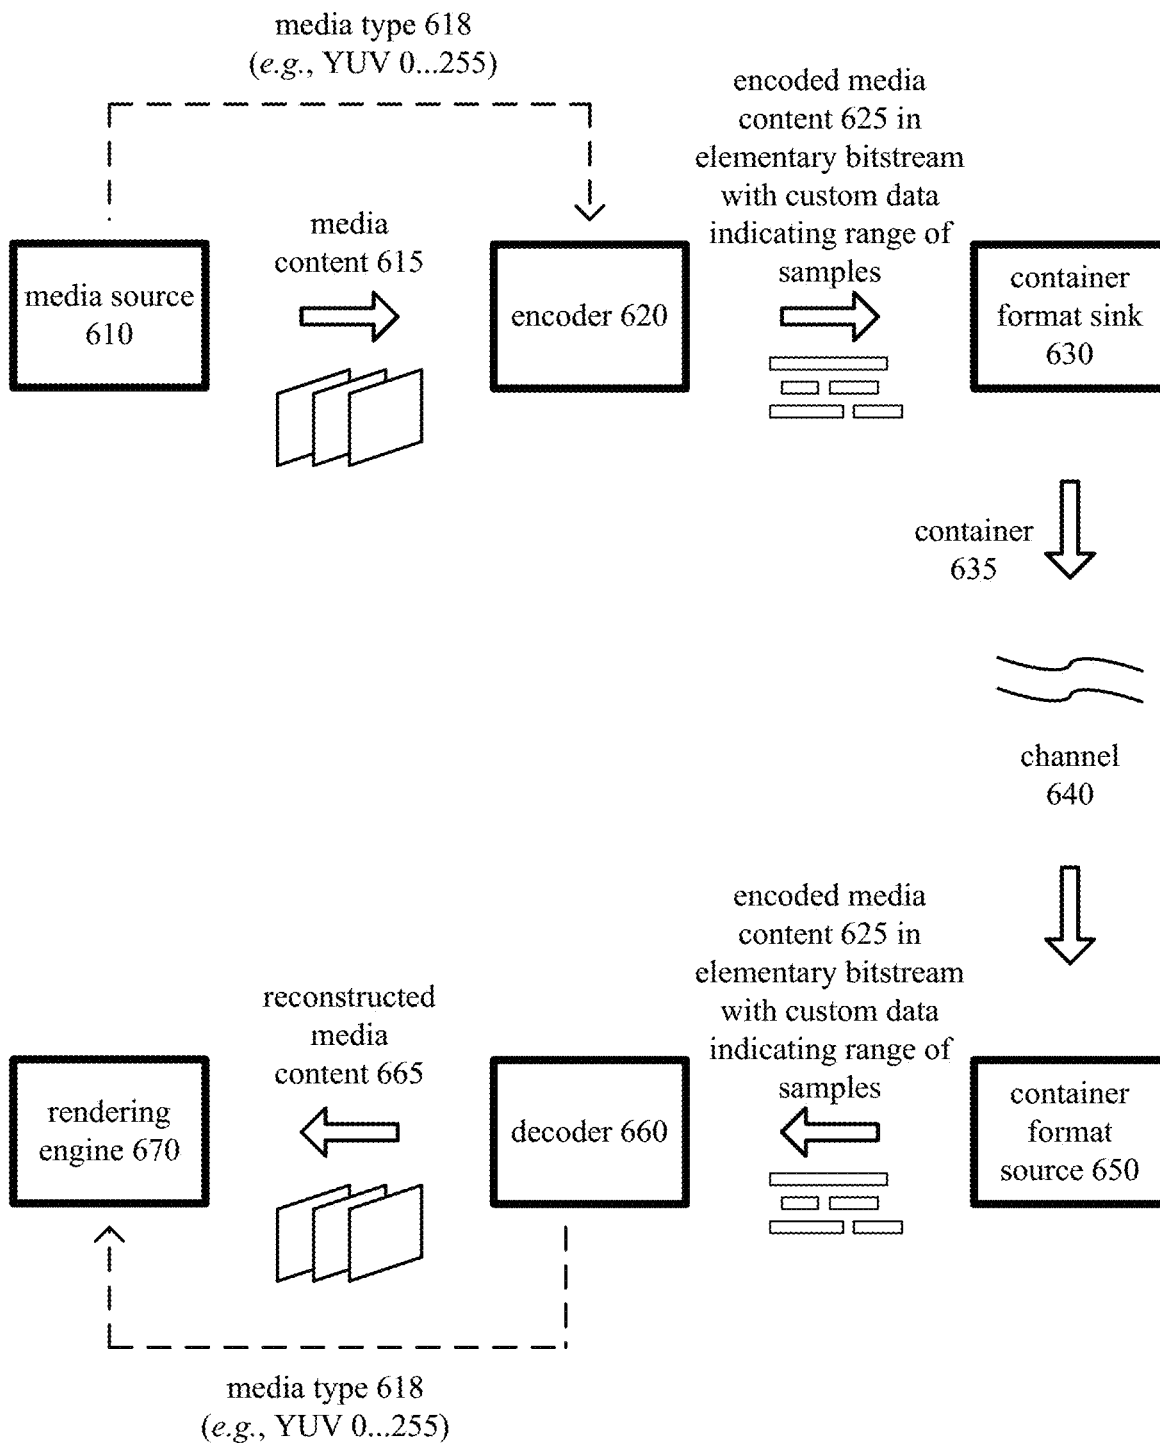 media type 618
(e.g., YUV 0...255)
encoded media
content 625 in
elementary bitstream
with custom data
indicating range of
samples
media
content 615
media source
610
encoder 620
container
format sink
630
container
635
channel
640
encoded media
content 625 in
elementary bitstream
with custom data
indicating range of
samples
reconstructed
media
content 665
rendering
engine 670
decoder 660
container
format
source 650
media type 618
(e.g., YUV 0...255)